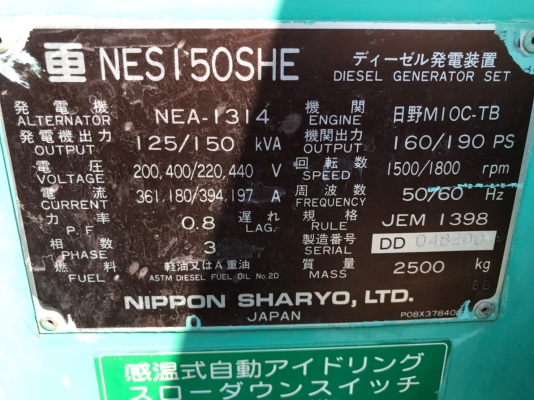 重 NES150SHE ディーゼル発電装置
DIESEL GENERATOR SET
発電機 NEA-1314 機関 日野M10C-TB
ALTERNATOR ENGINE
発電機出力 125/150 kVA 機関出力 160/190 PS
OUTPUT OUTPUT
電圧 200,400/220,440 V 回転数 1500/1800 rpm
VOLTAGE SPEED
電流 361,180/394,197 A 周波数 50/60 Hz
CURRENT FREQUENCY
力率 0.8 遅れ 規格 JEM 1398
P.F LAG. RULE
相数 3 製造番号 DD
PHASE SERIAL
燃料 軽油又はA重油 質量 2500 kg
FUEL ASTM DIESEL FUEL OIL No.2D MASS
NIPPON SHARYO, LTD.
JAPAN
感温式自動アイドリング
スローダウンスイッチ